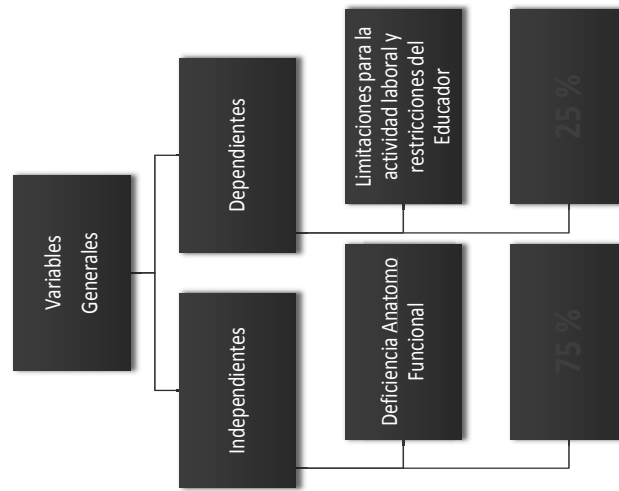 Variables
Generales
Independientes
Dependientes
Deficiencia Anatomo
Funcional
Limitaciones para la
actividad laboral y
restricciones del
Educador
75 %
25 %